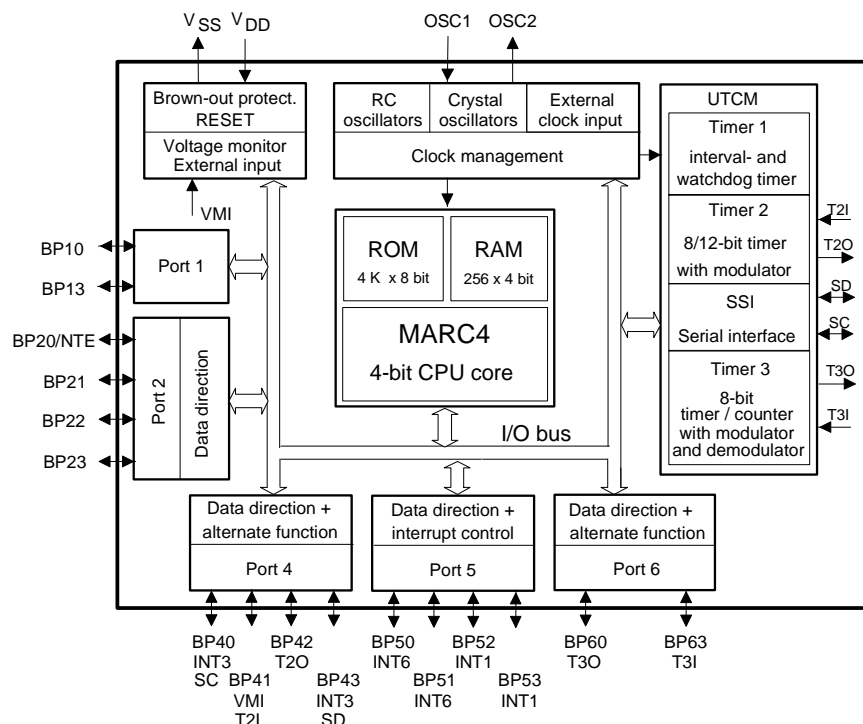 VSS
VDD
OSC1
OSC2
Brown-out protect.
RESET
Voltage monitor
External input
VMI
RC
oscillators
Crystal
oscillators
External
clock input
Clock management
UTCM
Timer 1
interval- and
watchdog timer
Timer 2
8/12-bit timer
with modulator
SSI
Serial interface
Timer 3
8-bit
timer / counter
with modulator
and demodulator
T2I
T2O
SD
SC
T3O
T3I
ROM
4 K x 8 bit
RAM
256 x 4 bit
MARC4
4-bit CPU core
I/O bus
BP10
BP13
Port 1
BP20/NTE
BP21
BP22
BP23
Port 2
Data direction
Data direction +
alternate function
Port 4
Data direction +
interrupt control
Port 5
Data direction +
alternate function
Port 6
BP40
INT3
SC
BP41
VMI
T2I
BP42
T2O
BP43
INT3
SD
BP50
INT6
BP51
INT6
BP52
INT1
BP53
INT1
BP60
T3O
BP63
T3I